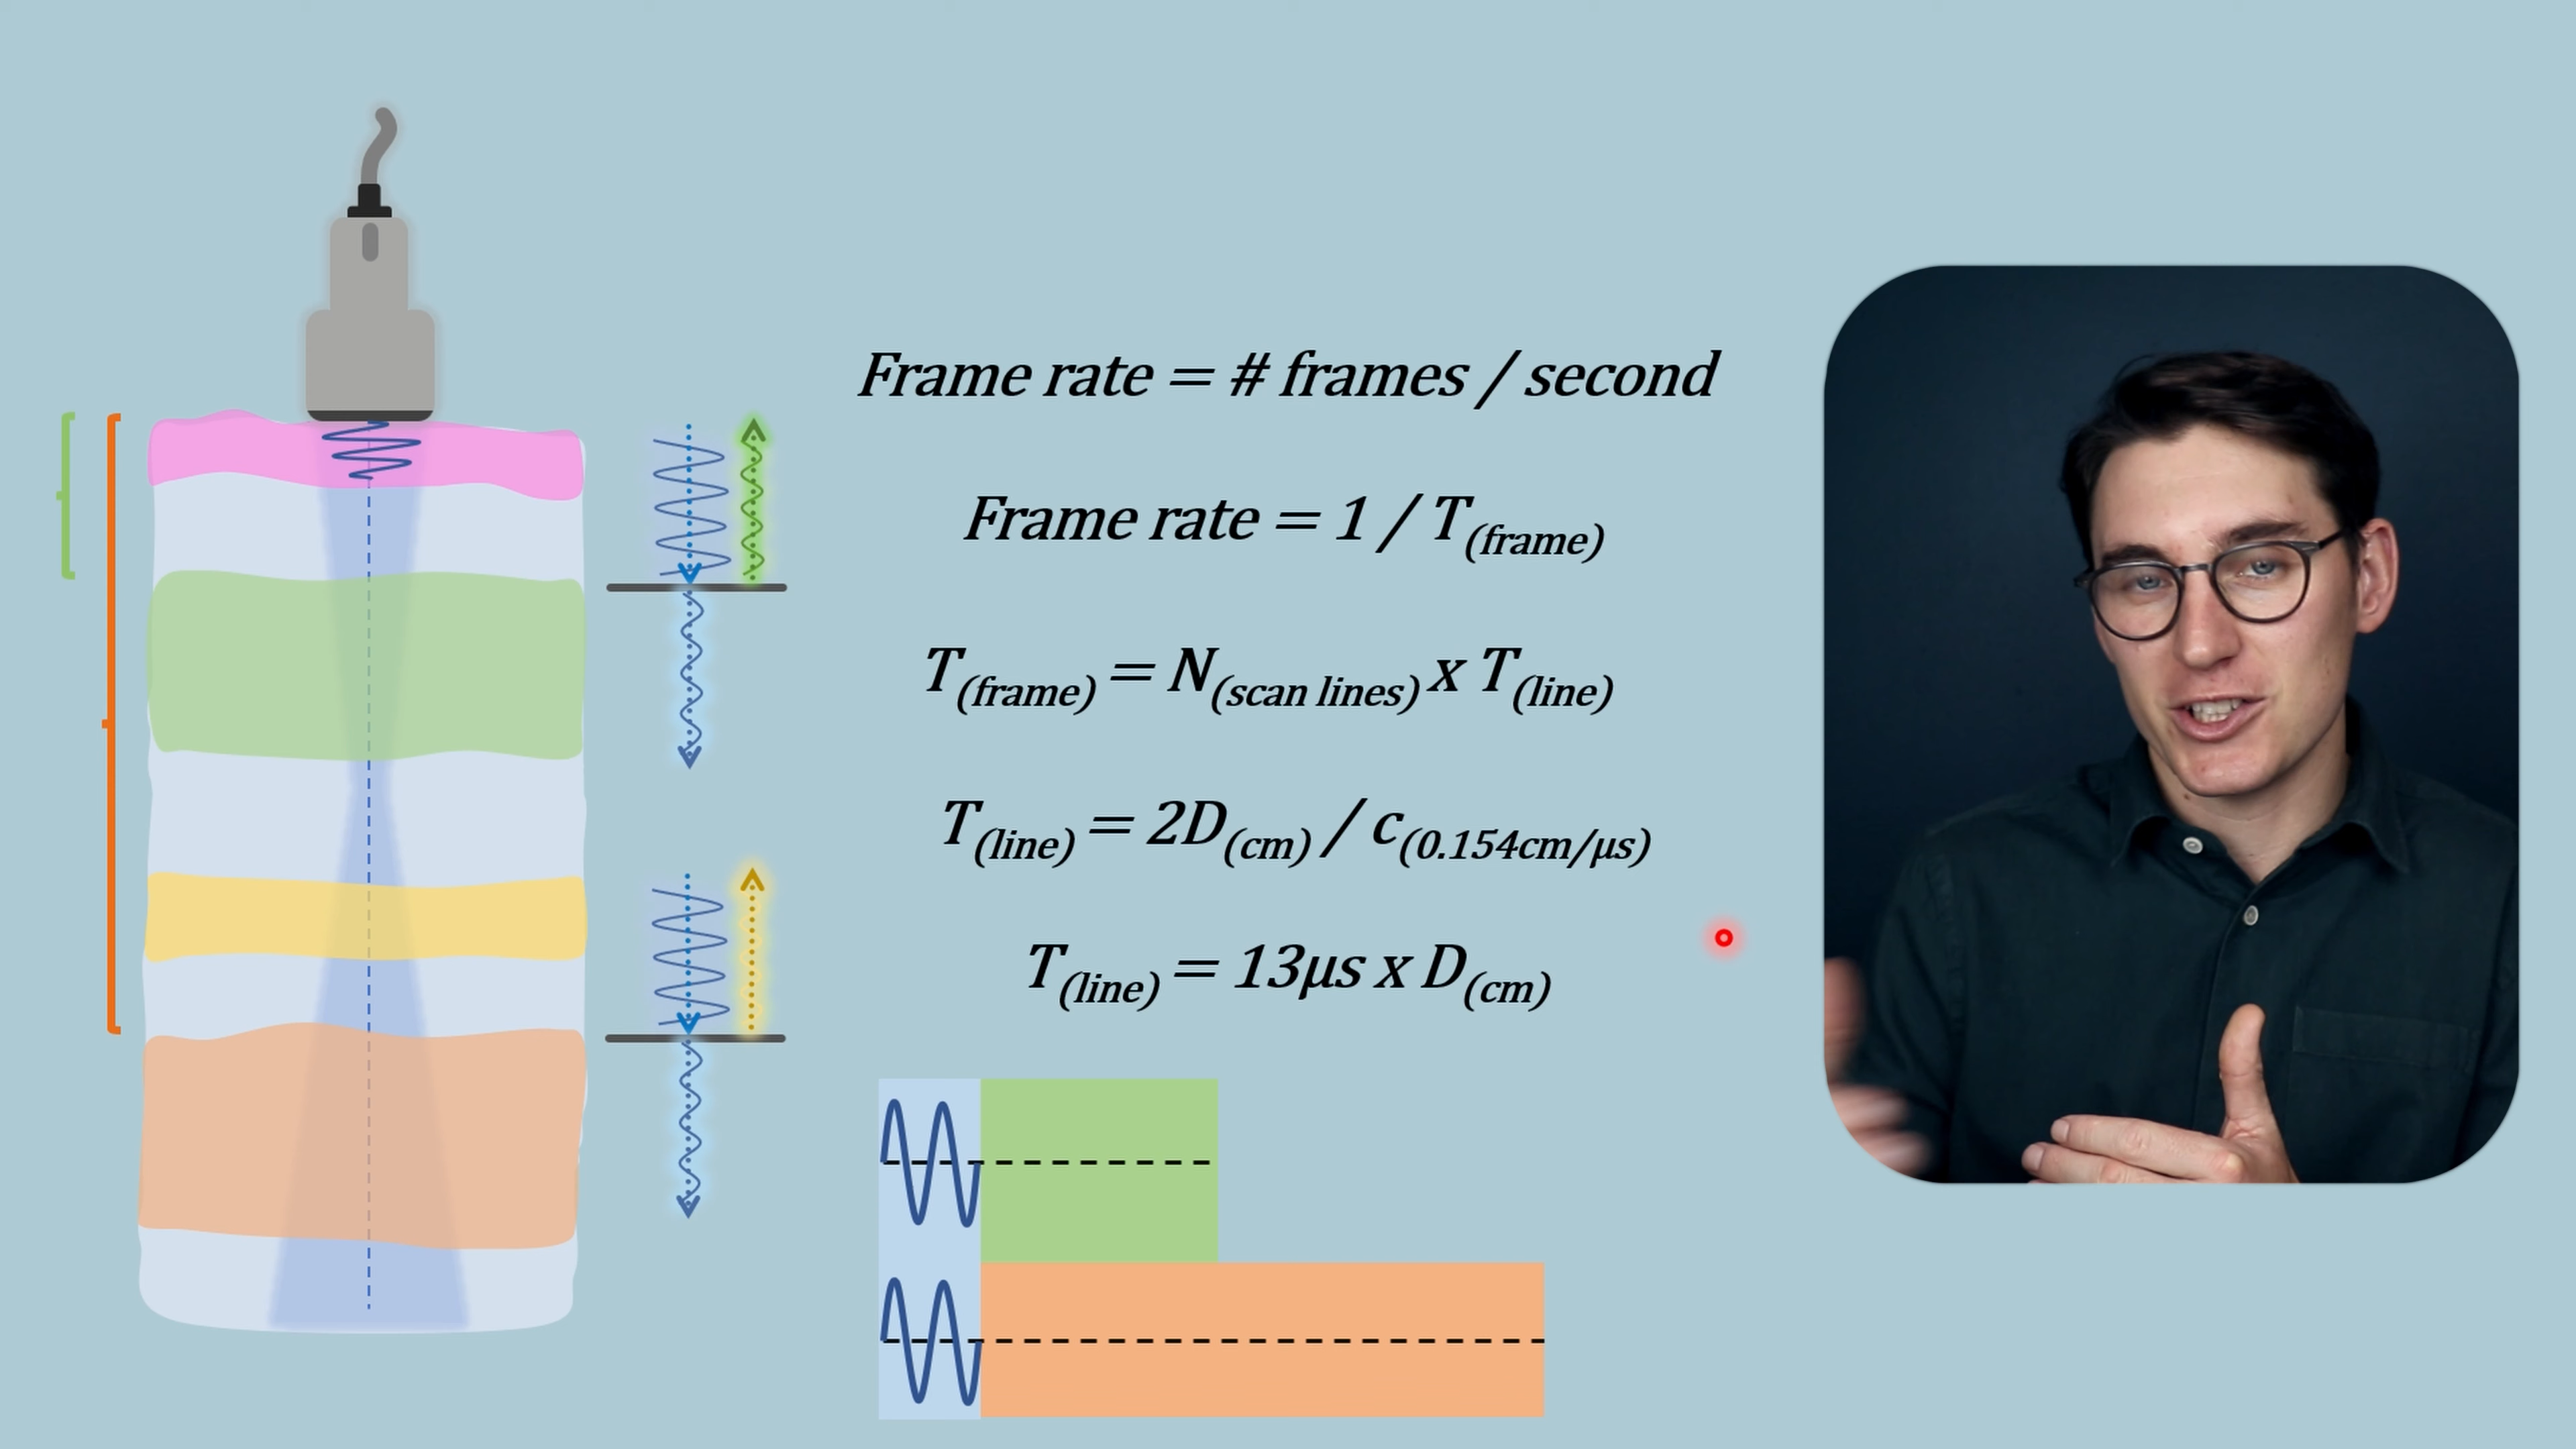 Frame rate = # frames / second
Frame rate = 1 / T(frame)
T(frame) = N(scan lines) x T(line)
T(line) = 2D(cm) / c(0.154cm/μs)
T(line) = 13μs x D(cm)